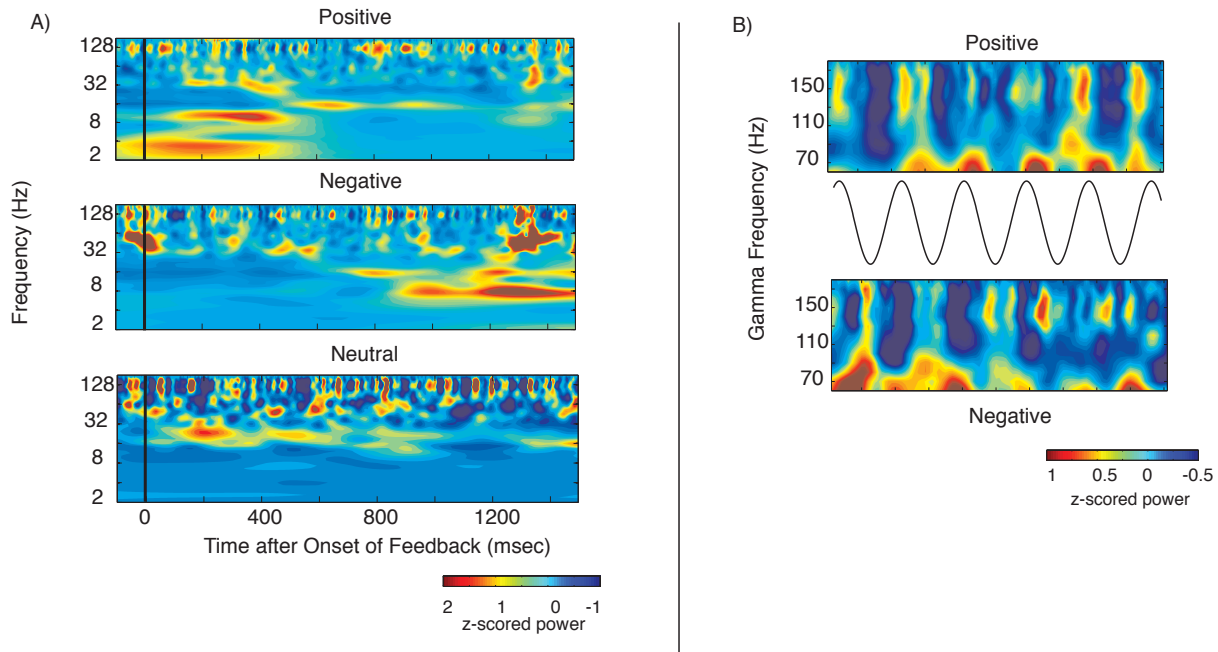 A)
Positive
128
32
8
2
Negative
128
32
8
2
Neutral
128
32
8
2
Frequency (Hz)
0 400 800 1200
Time after Onset of Feedback (msec)
2 1 0 -1
z-scored power
B)
Positive
150
110
70
Gamma Frequency (Hz)
150
110
70
Negative
1 0.5 0 -0.5
z-scored power